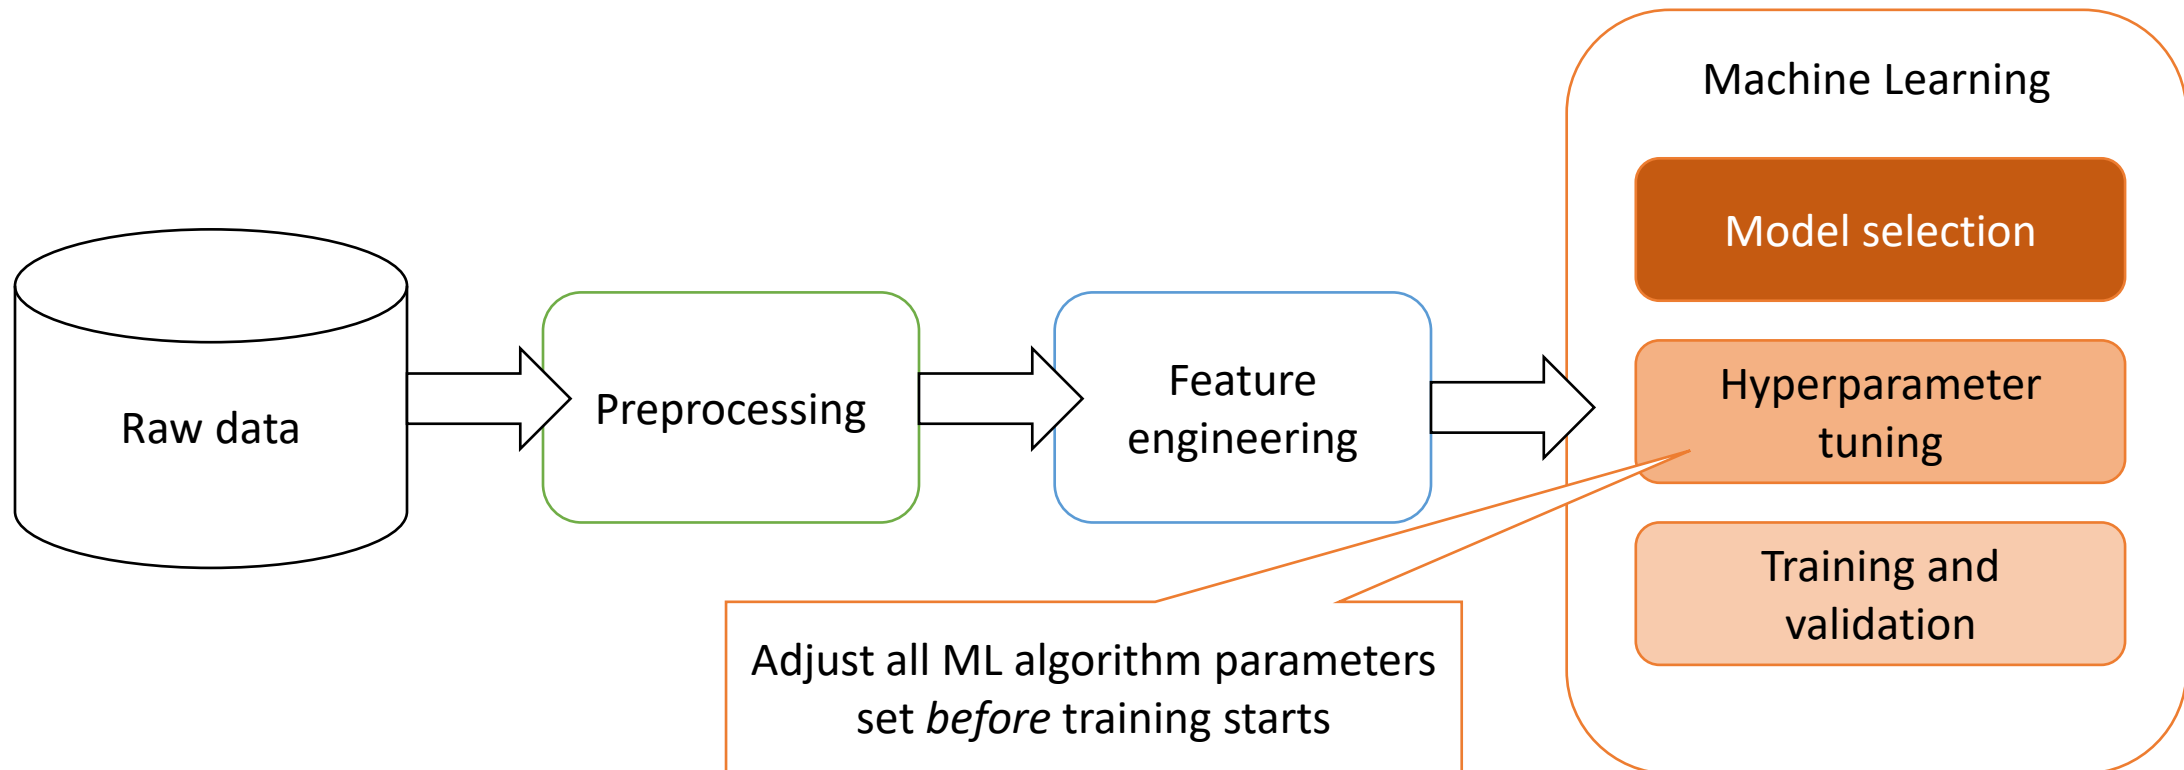 Raw data
Preprocessing
Feature
engineering
Machine Learning
Model selection
Hyperparameter
tuning
Training and
validation
Adjust all ML algorithm parameters
set before training starts